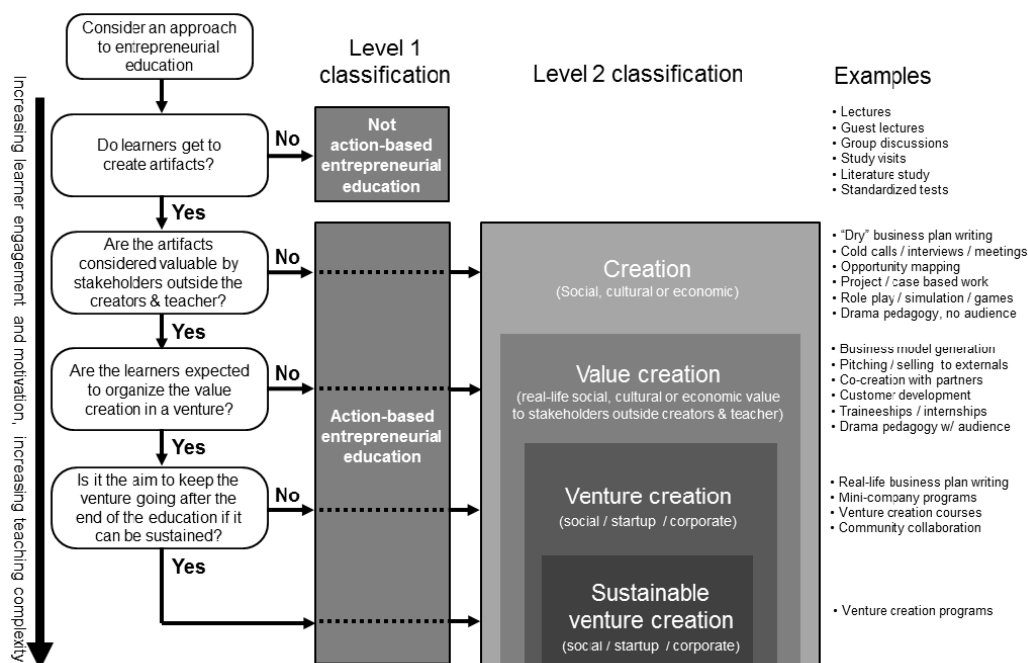 Consider an approach
to entrepreneurial
education
Level 1
classification
Level 2 classification
Examples
Increasing learner engagement and motivation, increasing teaching complexity
Do learners get to
create artifacts?
No
Not
action-based
entrepreneurial
education
• Lectures
• Guest lectures
• Group discussions
• Study visits
• Literature study
• Standardized tests
Yes
Are the artifacts
considered valuable by
stakeholders outside the
creators & teacher?
No
Creation
(Social, cultural or economic)
• “Dry” business plan writing
• Cold calls / interviews / meetings
• Opportunity mapping
• Project / case based work
• Role play / simulation / games
• Drama pedagogy, no audience
Yes
Are the learners expected
to organize the value
creation in a venture?
No
Action-based
entrepreneurial
education
Value creation
(real-life social, cultural or economic value
to stakeholders outside creators & teacher)
• Business model generation
• Pitching / selling to externals
• Co-creation with partners
• Customer development
• Traineeships / internships
• Drama pedagogy w/ audience
Yes
Is it the aim to keep the
venture going after the
end of the education if it
can be sustained?
No
Venture creation
(social / startup / corporate)
• Real-life business plan writing
• Mini-company programs
• Venture creation courses
• Community collaboration
Yes
Sustainable
venture creation
(social / startup / corporate)
• Venture creation programs